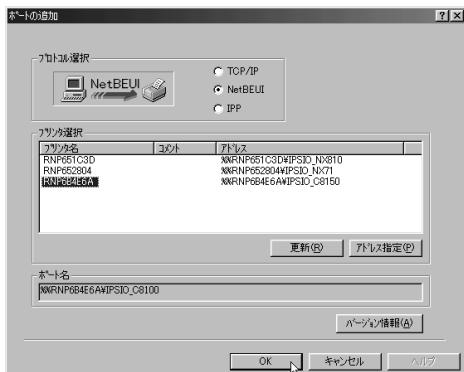 ポートの追加
プロトコル選択
NetBEUI
TCP/IP
NetBEUI
IPP
プリンタ選択
プリンタ名 コメント アドレス
RNP651C3D %%RNP651C3D¥IPSIO_NX810
RNP652804 %%RNP652804¥IPSIO_NX71
RNP6B4E6A %%RNP6B4E6A¥IPSIO_C8150
更新(R) アドレス指定(P)
ポート名
%%RNP6B4E6A¥IPSIO_C8100
バージョン情報(A)
OK キャンセル ヘルプ